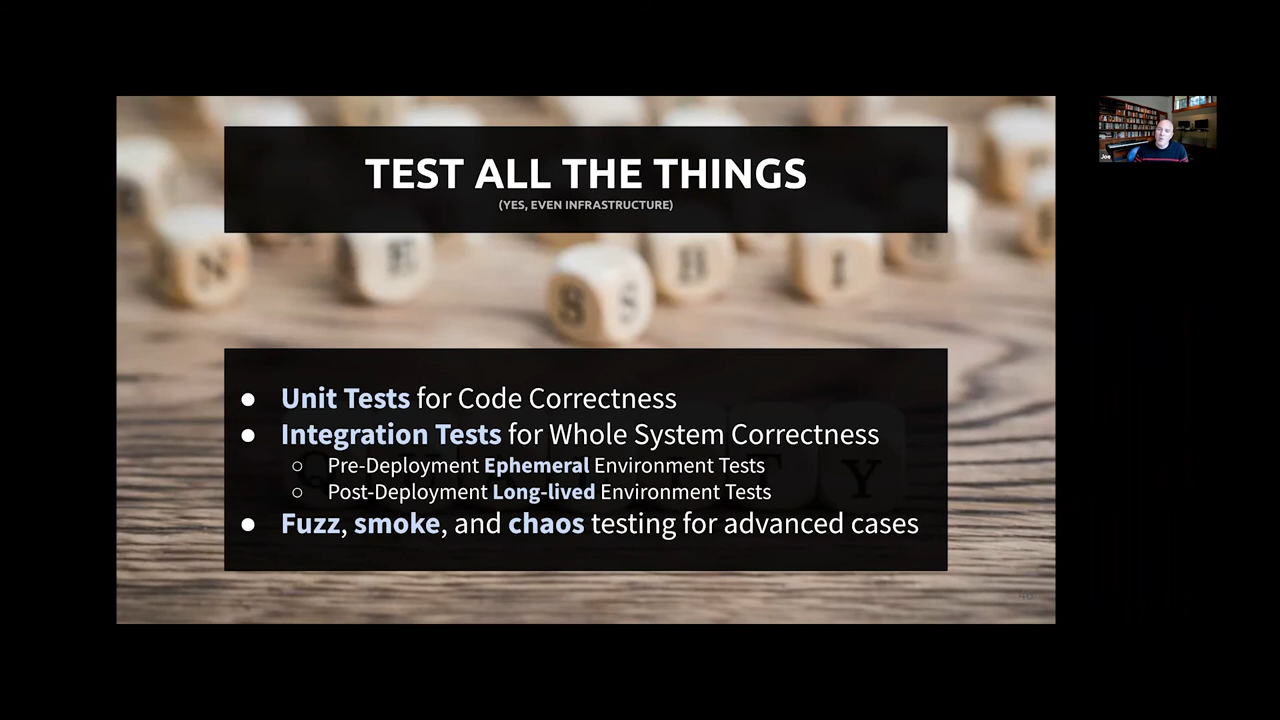 TEST ALL THE THINGS
(YES, EVEN INFRASTRUCTURE)
N E S S B I
● Unit Tests for Code Correctness
● Integration Tests for Whole System Correctness
○ Pre-Deployment Ephemeral Environment Tests
○ Post-Deployment Long-lived Environment Tests
● Fuzz, smoke, and chaos testing for advanced cases
Y
Joe